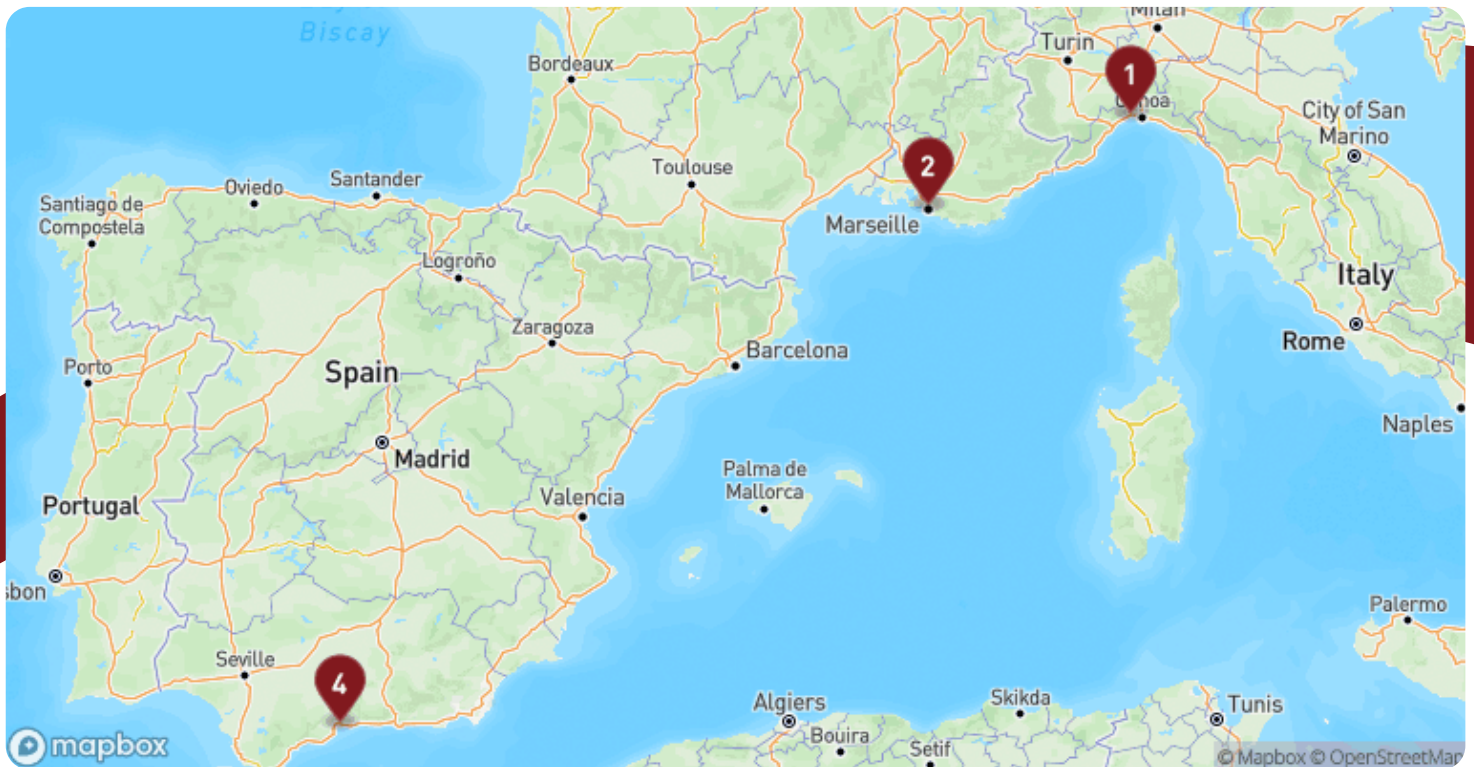 Biscay
Milan
Turin
1
Genoa
Bordeaux
City of San
Marino
2
Toulouse
Marseille
Oviedo
Santander
Santiago de
Compostela
Logroño
Italy
Zaragoza
Rome
Barcelona
Porto
Spain
Naples
Madrid
Palma de
Mallorca
Portugal
Valencia
sbon
Palermo
Seville
4
Algiers
Skikda
Tunis
Bouira
Setif
mapbox
© Mapbox © OpenStreetMap